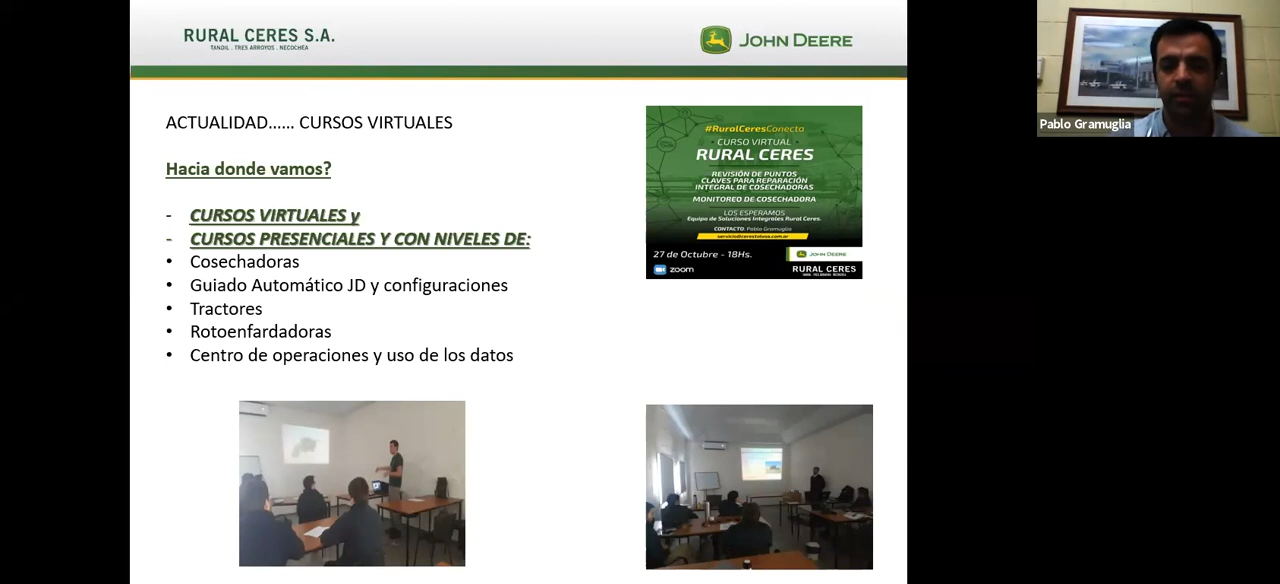 RURAL CERES S.A.
TANDIL . TRES ARROYOS . NECOCHEA
JOHN DEERE
ACTUALIDAD...... CURSOS VIRTUALES
Hacia donde vamos?
- CURSOS VIRTUALES y
- CURSOS PRESENCIALES Y CON NIVELES DE:
• Cosechadoras
• Guiado Automático JD y configuraciones
• Tractores
• Rotoenfardadoras
• Centro de operaciones y uso de los datos
#RuralCeresConecta
CURSO VIRTUAL
RURAL CERES
REVISIÓN DE PUNTOS
CLAVES PARA REPARACIÓN
INTEGRAL DE COSECHADORAS
MONITOREO DE COSECHADORA
LOS ESPERAMOS
Equipo de Soluciones Integrales Rural Ceres.
CONTACTO: Pablo Gramuglia
27 de Octubre - 18Hs.
JOHN DEERE
zoom
RURAL CERES
Pablo Gramuglia